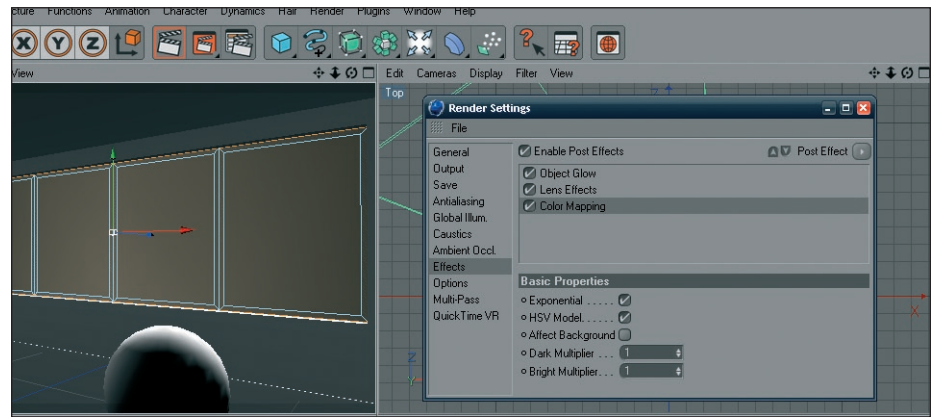 cture Functions Animation Character Dynamics Hair Render Plugins Window Help
X Y Z
View
Edit Cameras Display Filter View
Top
Render Settings
File
General
Output
Save
Antialiasing
Global Illum.
Caustics
Ambient Occl.
Effects
Options
Multi-Pass
QuickTime VR
Enable Post Effects
Post Effect
Object Glow
Lens Effects
Color Mapping
Basic Properties
Exponential . . . . .
HSV Model. . . . . .
Affect Background
Dark Multiplier . . . 1
Bright Multiplier. . . 1
Z
Y
X